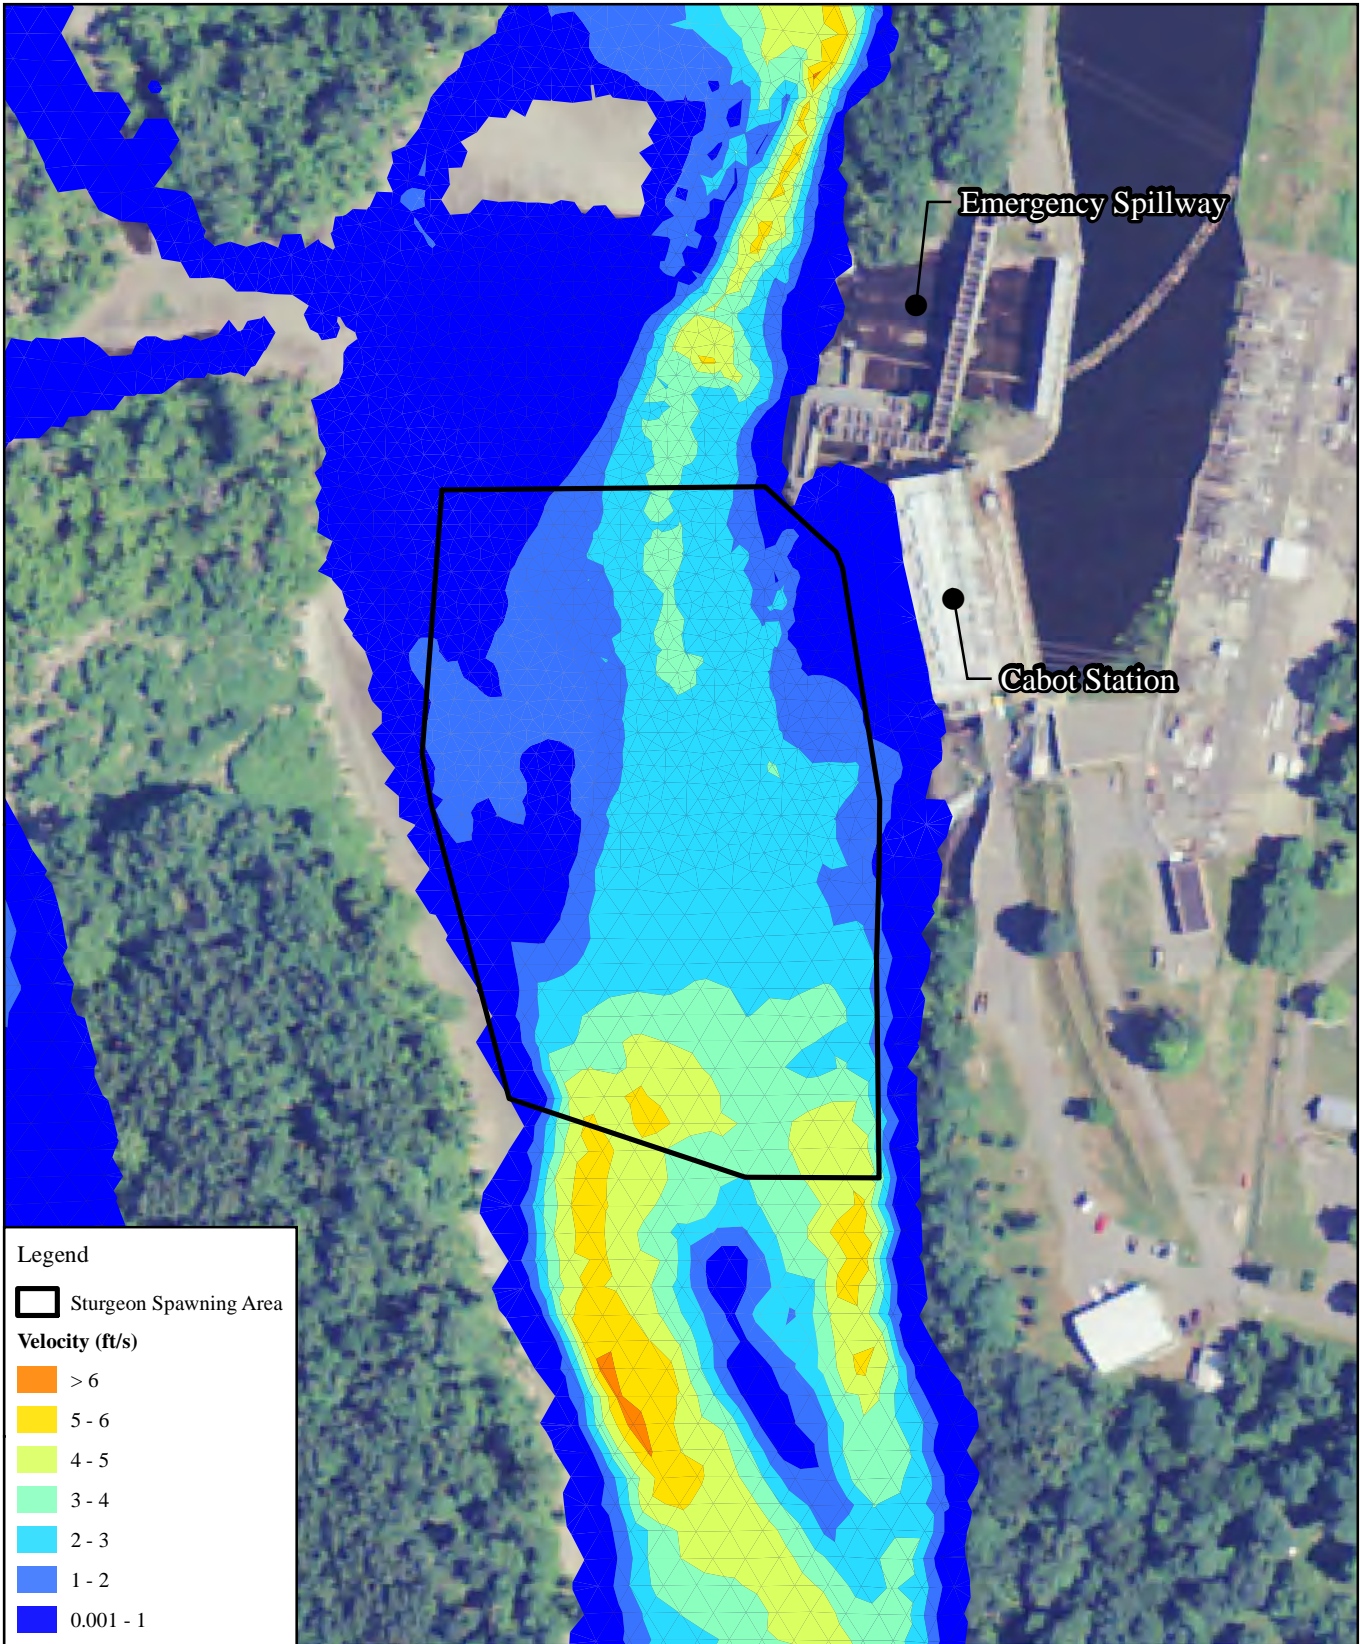 Emergency Spillway
Cabot Station
Legend
Sturgeon Spawning Area
Velocity (ft/s)
> 6
5 - 6
4 - 5
3 - 4
2 - 3
1 - 2
0.001 - 1